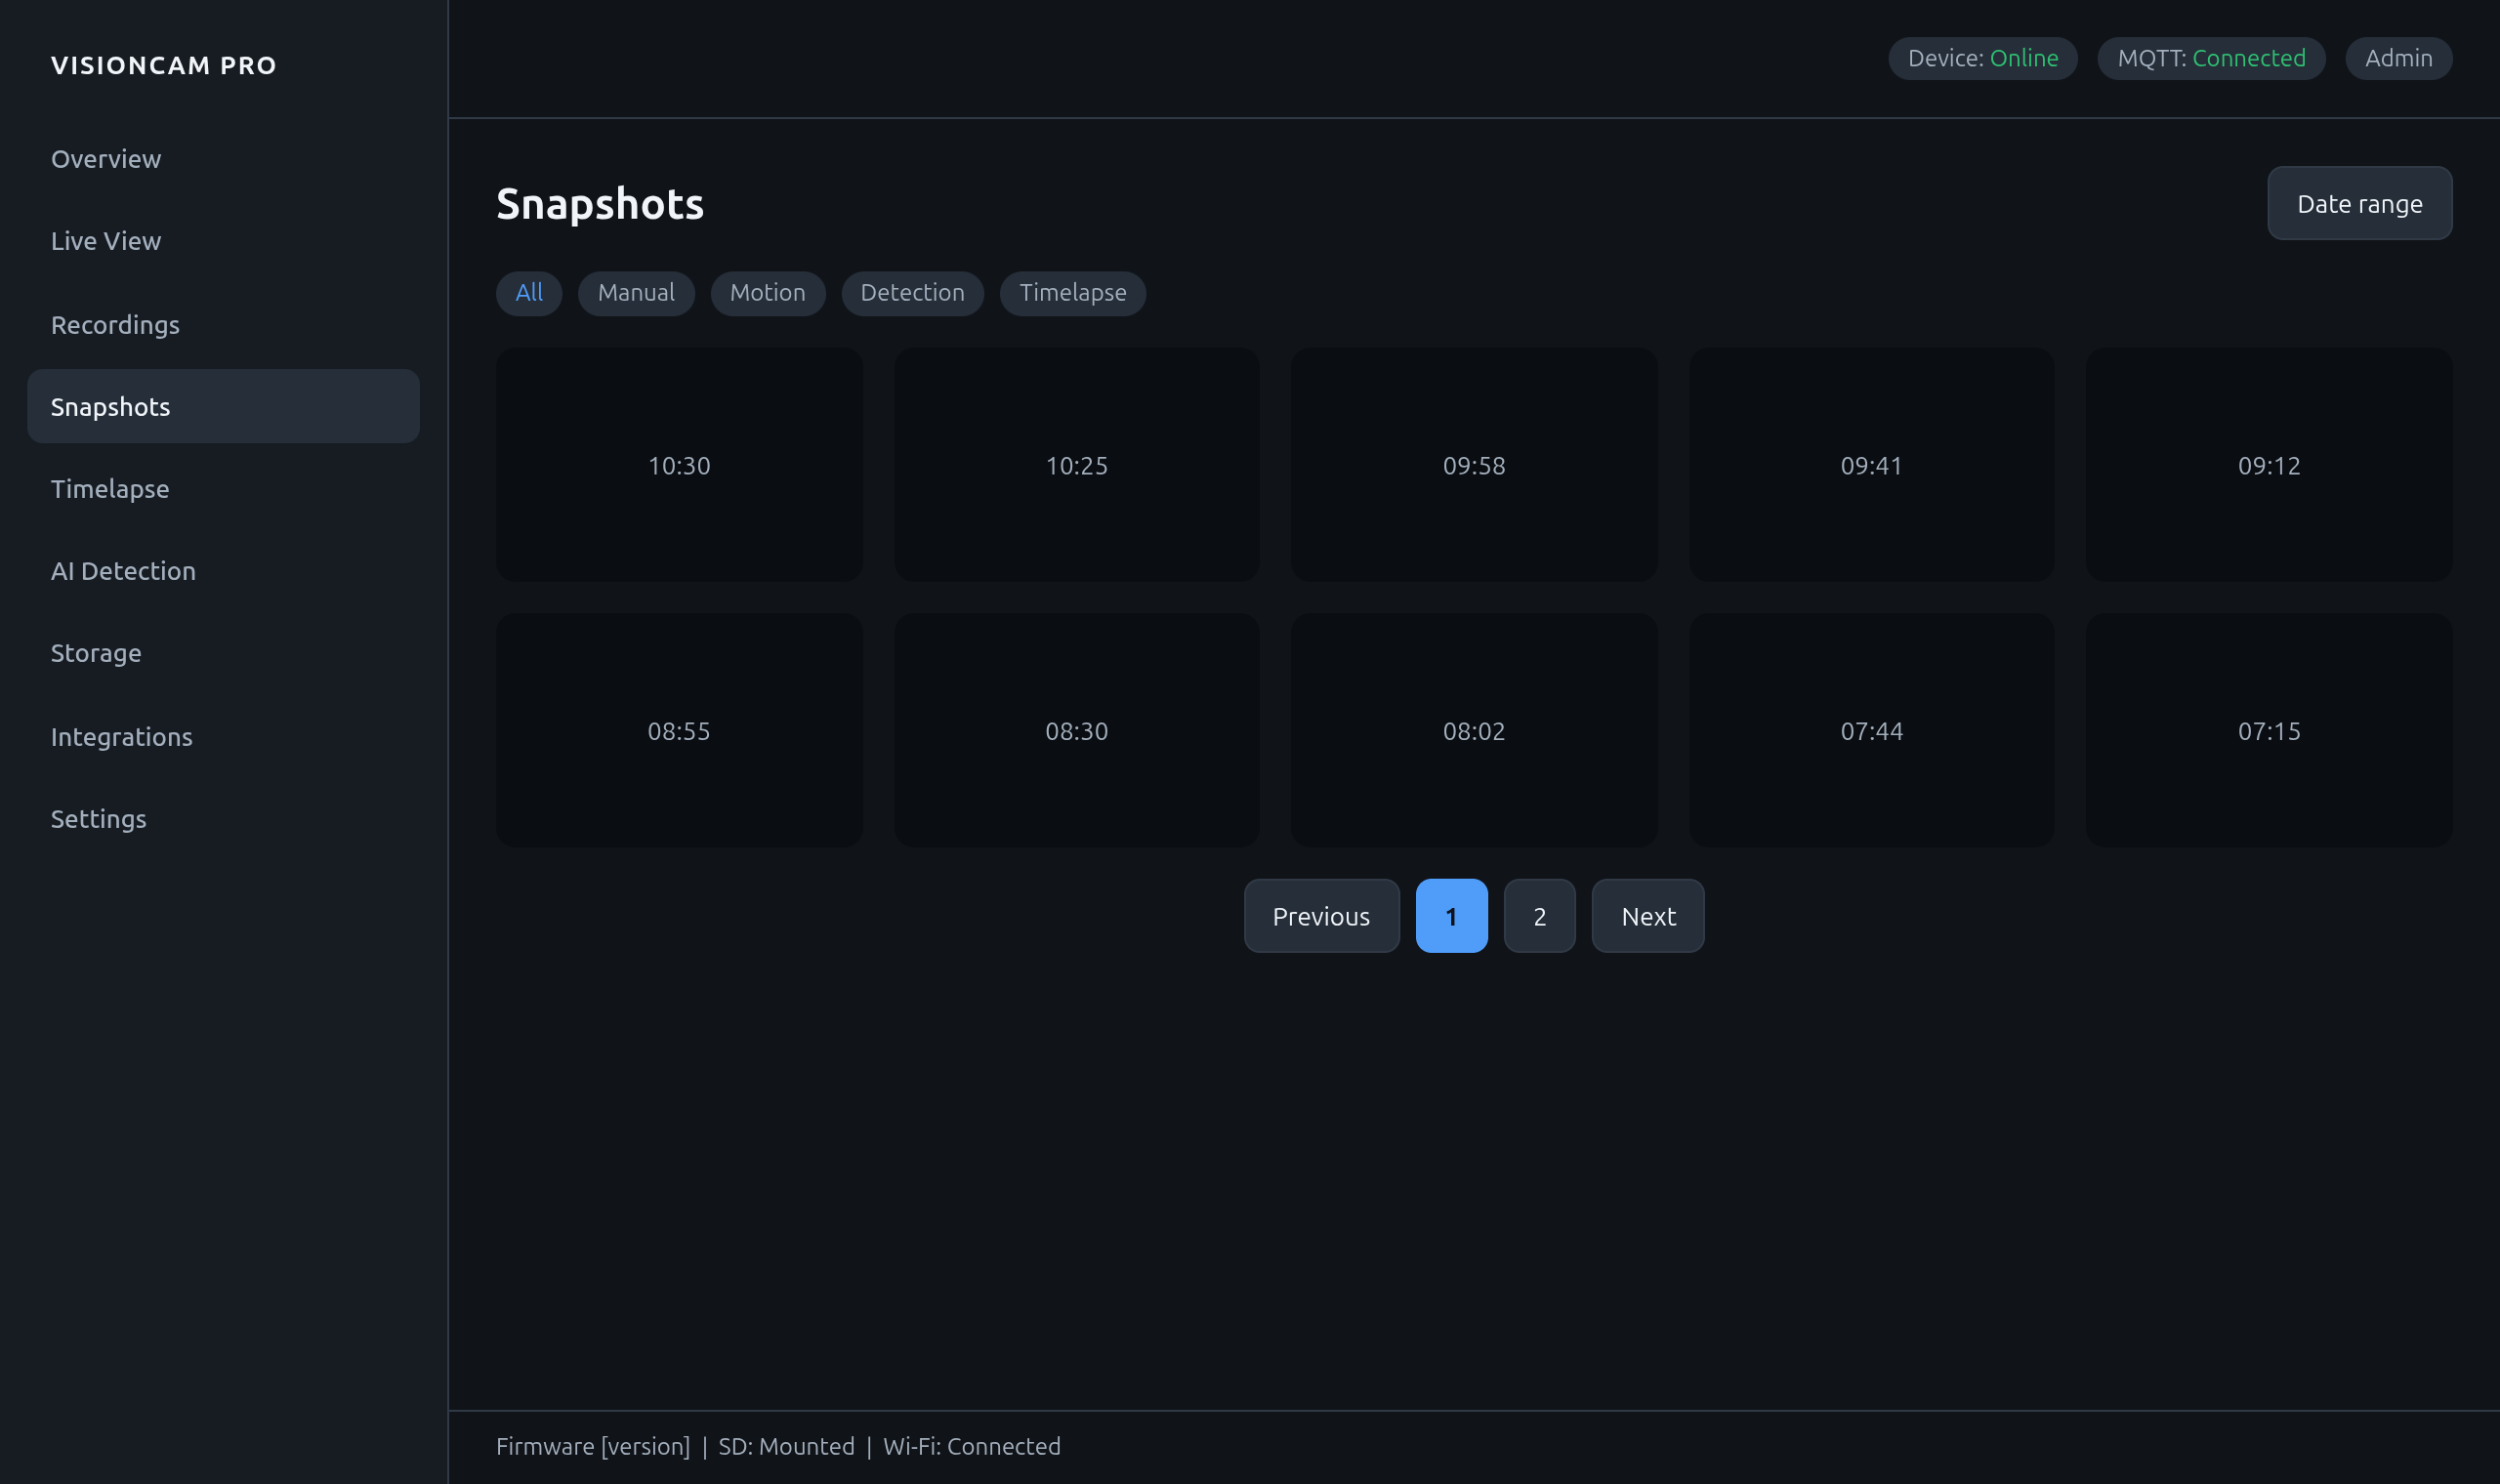 VISIONCAM PRO
Overview
Live View
Recordings
Snapshots
Timelapse
AI Detection
Storage
Integrations
Settings
Device: Online MQTT: Connected Admin
Snapshots
Date range
All Manual Motion Detection Timelapse
10:30 10:25 09:58 09:41 09:12
08:55 08:30 08:02 07:44 07:15
Previous 1 2 Next
Firmware [version] | SD: Mounted | Wi-Fi: Connected